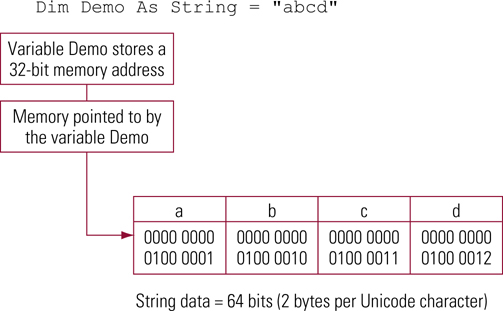 Dim Demo As String = "abcd"
Variable Demo stores a
32-bit memory address
Memory pointed to by
the variable Demo
a b c d
0000 0000 0000 0000 0000 0000 0000 0000
0100 0001 0100 0010 0100 0011 0100 0012
String data = 64 bits (2 bytes per Unicode character)